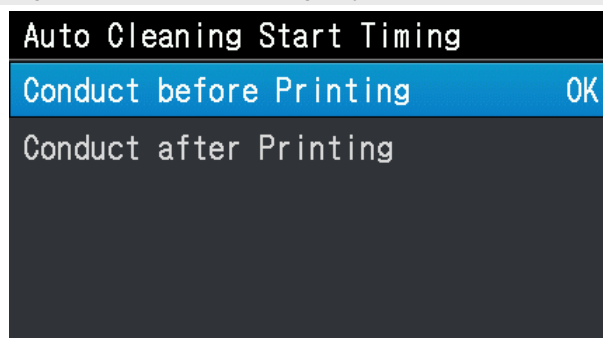 Auto Cleaning Start Timing
Conduct before Printing OK
Conduct after Printing